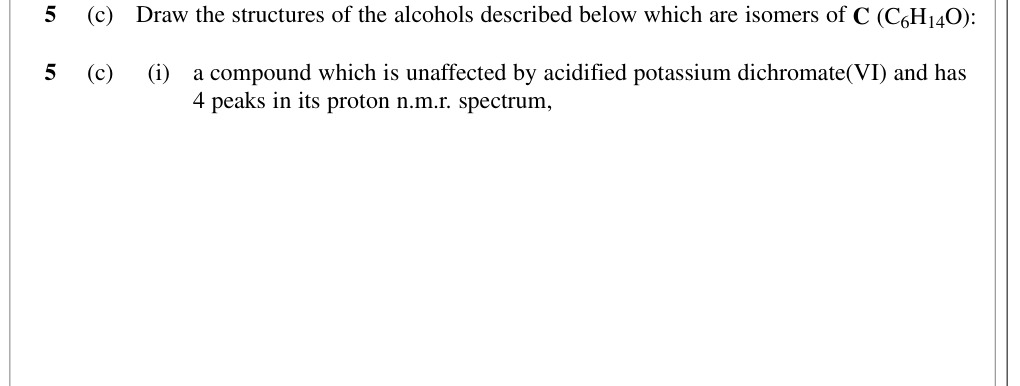 5 (c) Draw the structures of the alcohols described below which are isomers of C (C₆H₁₄O):
5 (c) (i) a compound which is unaffected by acidified potassium dichromate(VI) and has
4 peaks in its proton n.m.r. spectrum,